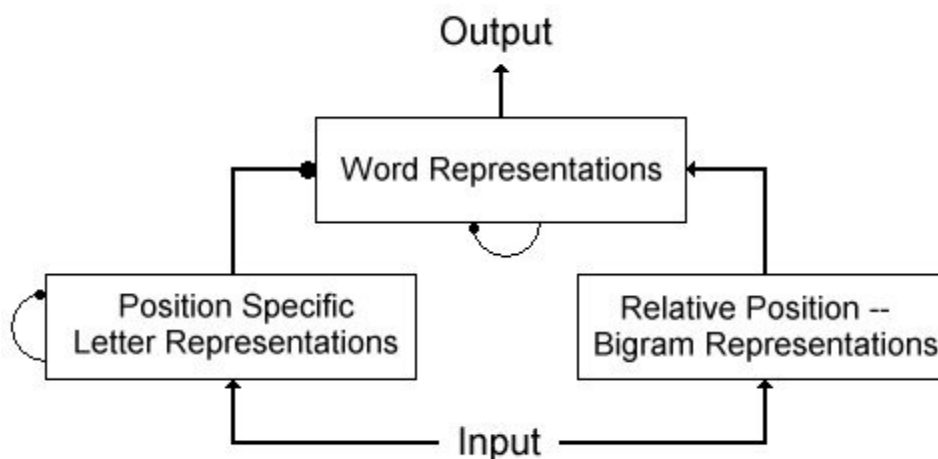 Output
Word Representations
Position Specific
Letter Representations
Relative Position --
Bigram Representations
Input